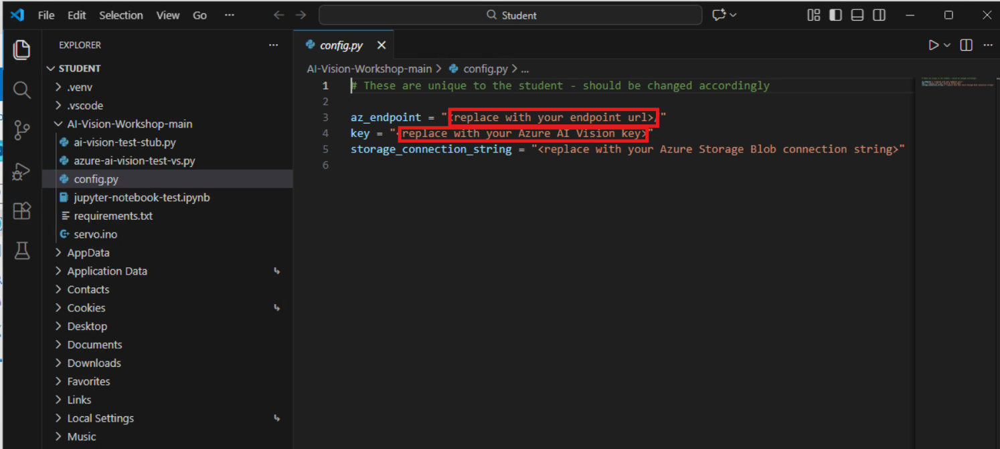 File Edit Selection View Go ···
Student
EXPLORER ···
STUDENT
.venv
.vscode
AI-Vision-Workshop-main
ai-vision-test-stub.py
azure-ai-vision-test-vs.py
config.py
jupyter-notebook-test.ipynb
requirements.txt
servo.ino
AppData
Application Data
Contacts
Cookies
Desktop
Documents
Downloads
Favorites
Links
Local Settings
Music
config.py
AI-Vision-Workshop-main > config.py > ...
1 # These are unique to the student - should be changed accordingly
2
3 az_endpoint = "<replace with your endpoint url>/"
4 key = "<replace with your Azure AI Vision key>"
5 storage_connection_string = "<replace with your Azure Storage Blob connection string>"
6